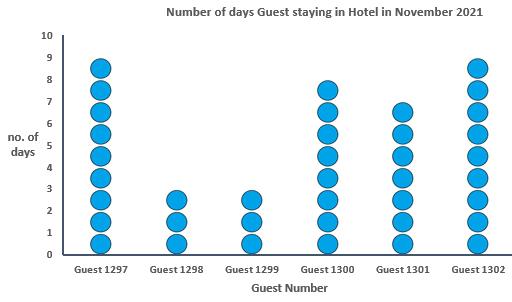 Number of days Guest staying in Hotel in November 2021
10
9
8
7
6
5
4
3
2
1
0
no. of
days
Guest 1297 Guest 1298 Guest 1299 Guest 1300 Guest 1301 Guest 1302
Guest Number